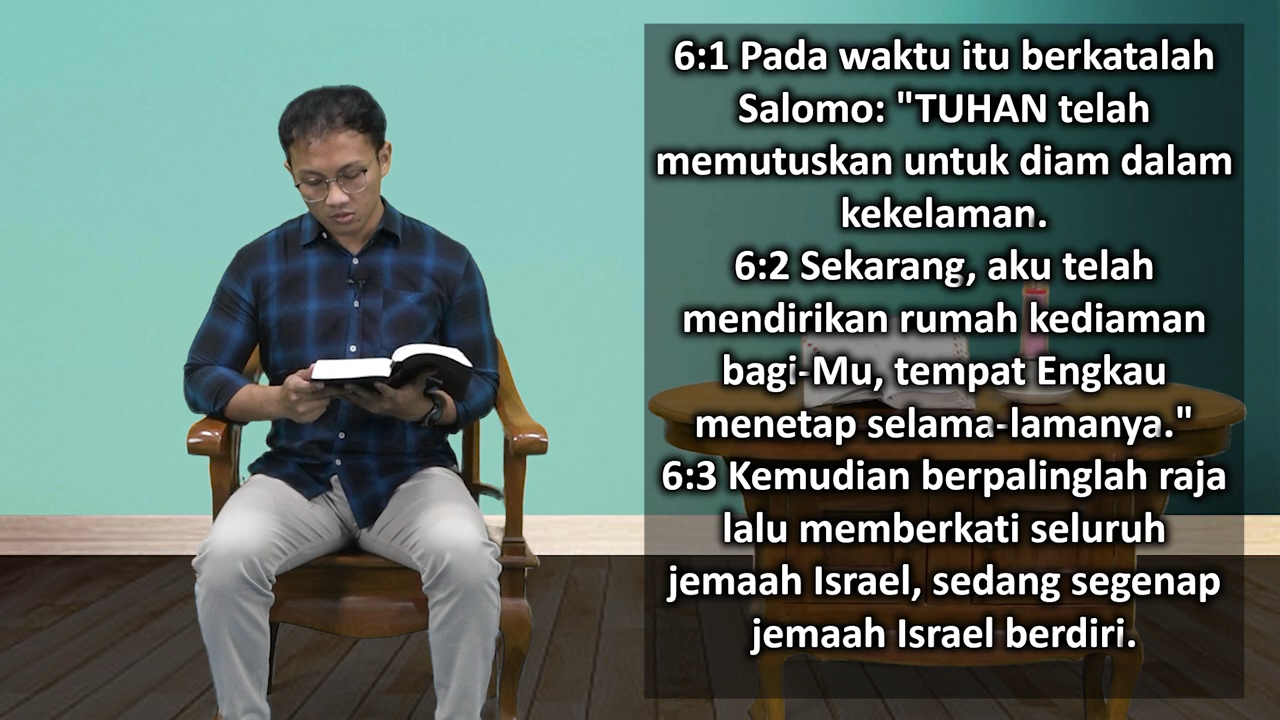 6:1 Pada waktu itu berkatalah
Salomo: "TUHAN telah
memutuskan untuk diam dalam
kekelaman.
6:2 Sekarang, aku telah
mendirikan rumah kediaman
bagi-Mu, tempat Engkau
menetap selama-lamanya."
6:3 Kemudian berpalinglah raja
lalu memberkati seluruh
jemaah Israel, sedang segenap
jemaah Israel berdiri.